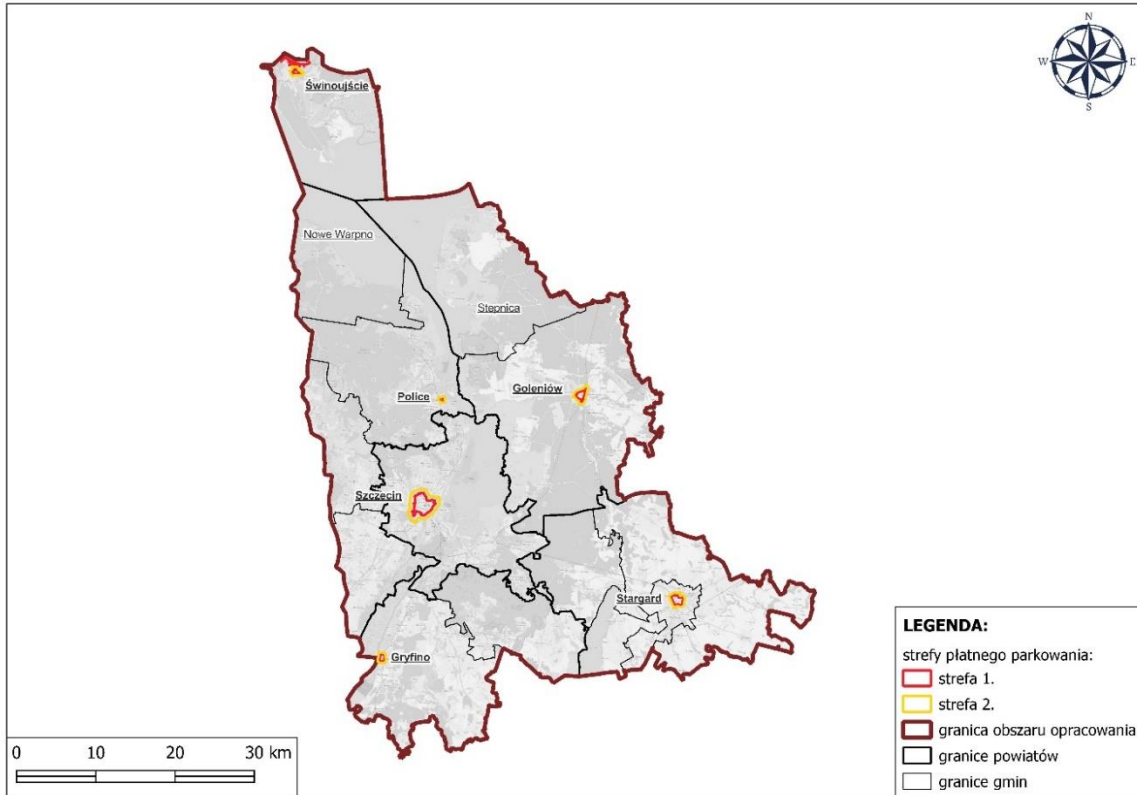 N
W E
S
Świnoujście
Nowe Warpno
Stepnica
Police
Goleniów
Szczecin
Stargard
Gryfino
LEGENDA:
strefy płatnego parkowania:
strefa 1.
strefa 2.
granica obszaru opracowania
granice powiatów
granice gmin
0 10 20 30 km